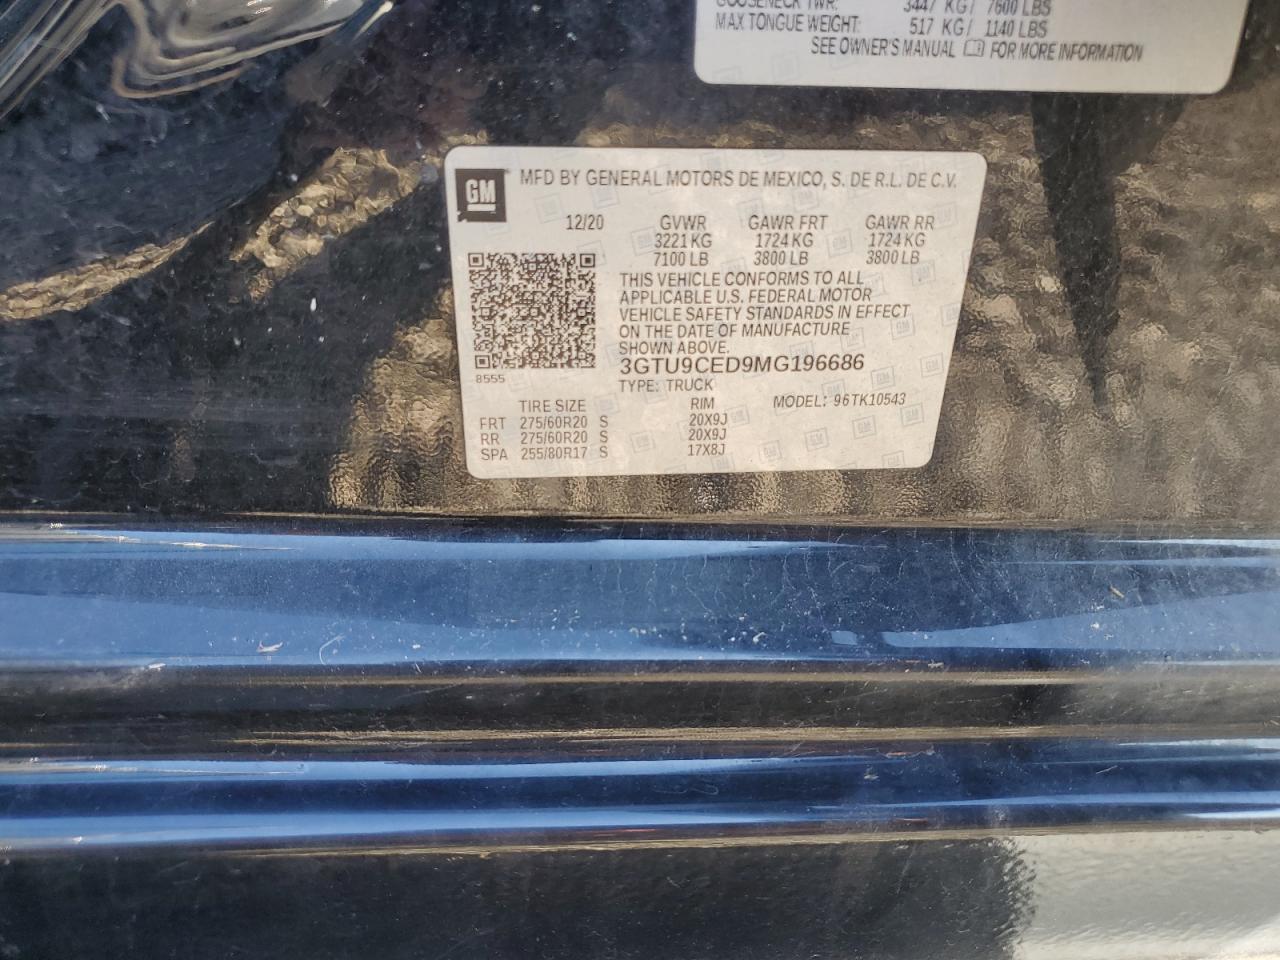 GOOSENECK TWR: 3447 KG/ 7600 LBS
MAX TONGUE WEIGHT: 517 KG/ 1140 LBS
SEE OWNER'S MANUAL FOR MORE INFORMATION
GM MFD BY GENERAL MOTORS DE MEXICO, S. DE R.L. DE C.V.
12/20 GVWR GAWR FRT GAWR RR
3221 KG 1724 KG 1724 KG
7100 LB 3800 LB 3800 LB
THIS VEHICLE CONFORMS TO ALL
APPLICABLE U.S. FEDERAL MOTOR
VEHICLE SAFETY STANDARDS IN EFFECT
ON THE DATE OF MANUFACTURE
SHOWN ABOVE.
3GTU9CED9MG196686
8555
TYPE: TRUCK
TIRE SIZE RIM MODEL: 96TK10543
FRT 275/60R20 S 20X9J
RR 275/60R20 S 20X9J
SPA 255/80R17 S 17X8J